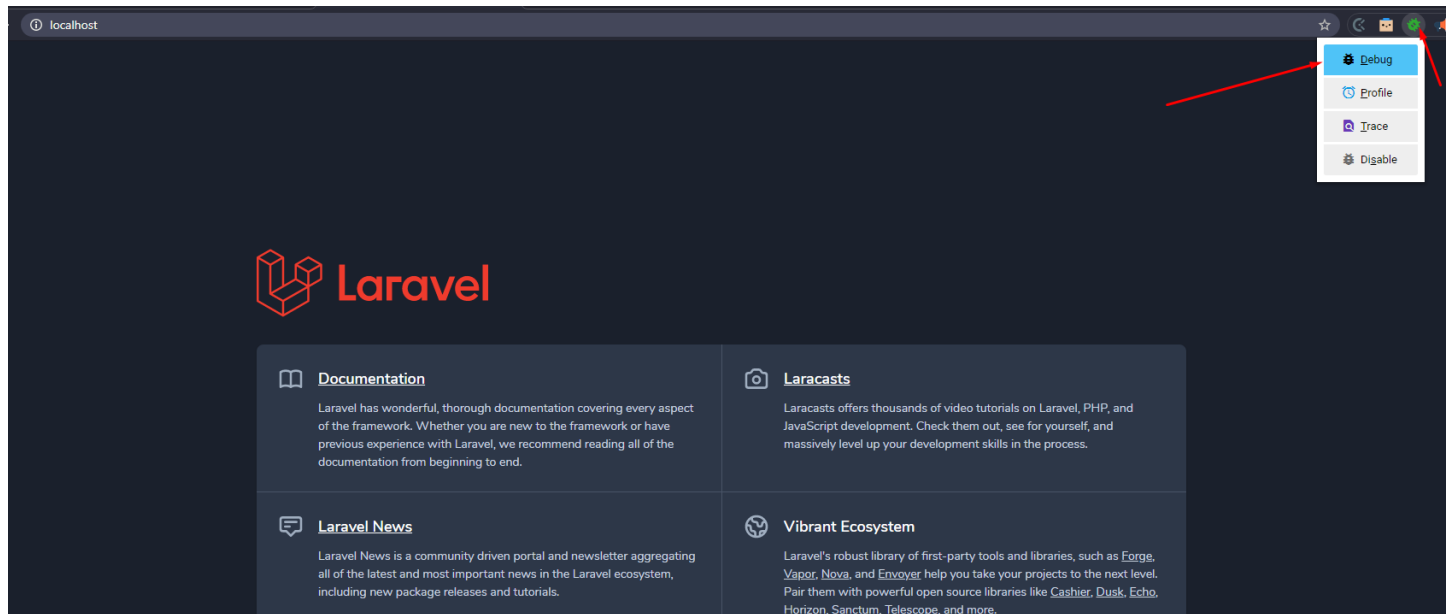 localhost
Debug
Profile
Trace
Disable
Laravel
Documentation
Laravel has wonderful, thorough documentation covering every aspect
of the framework. Whether you are new to the framework or have
previous experience with Laravel, we recommend reading all of the
documentation from beginning to end.
Laracasts
Laracasts offers thousands of video tutorials on Laravel, PHP, and
JavaScript development. Check them out, see for yourself, and
massively level up your development skills in the process.
Laravel News
Laravel News is a community driven portal and newsletter aggregating
all of the latest and most important news in the Laravel ecosystem,
including new package releases and tutorials.
Vibrant Ecosystem
Laravel's robust library of first-party tools and libraries, such as Forge,
Vapor, Nova, and Envoyer help you take your projects to the next level.
Pair them with powerful open source libraries like Cashier, Dusk, Echo,
Horizon, Sanctum, Telescope, and more.